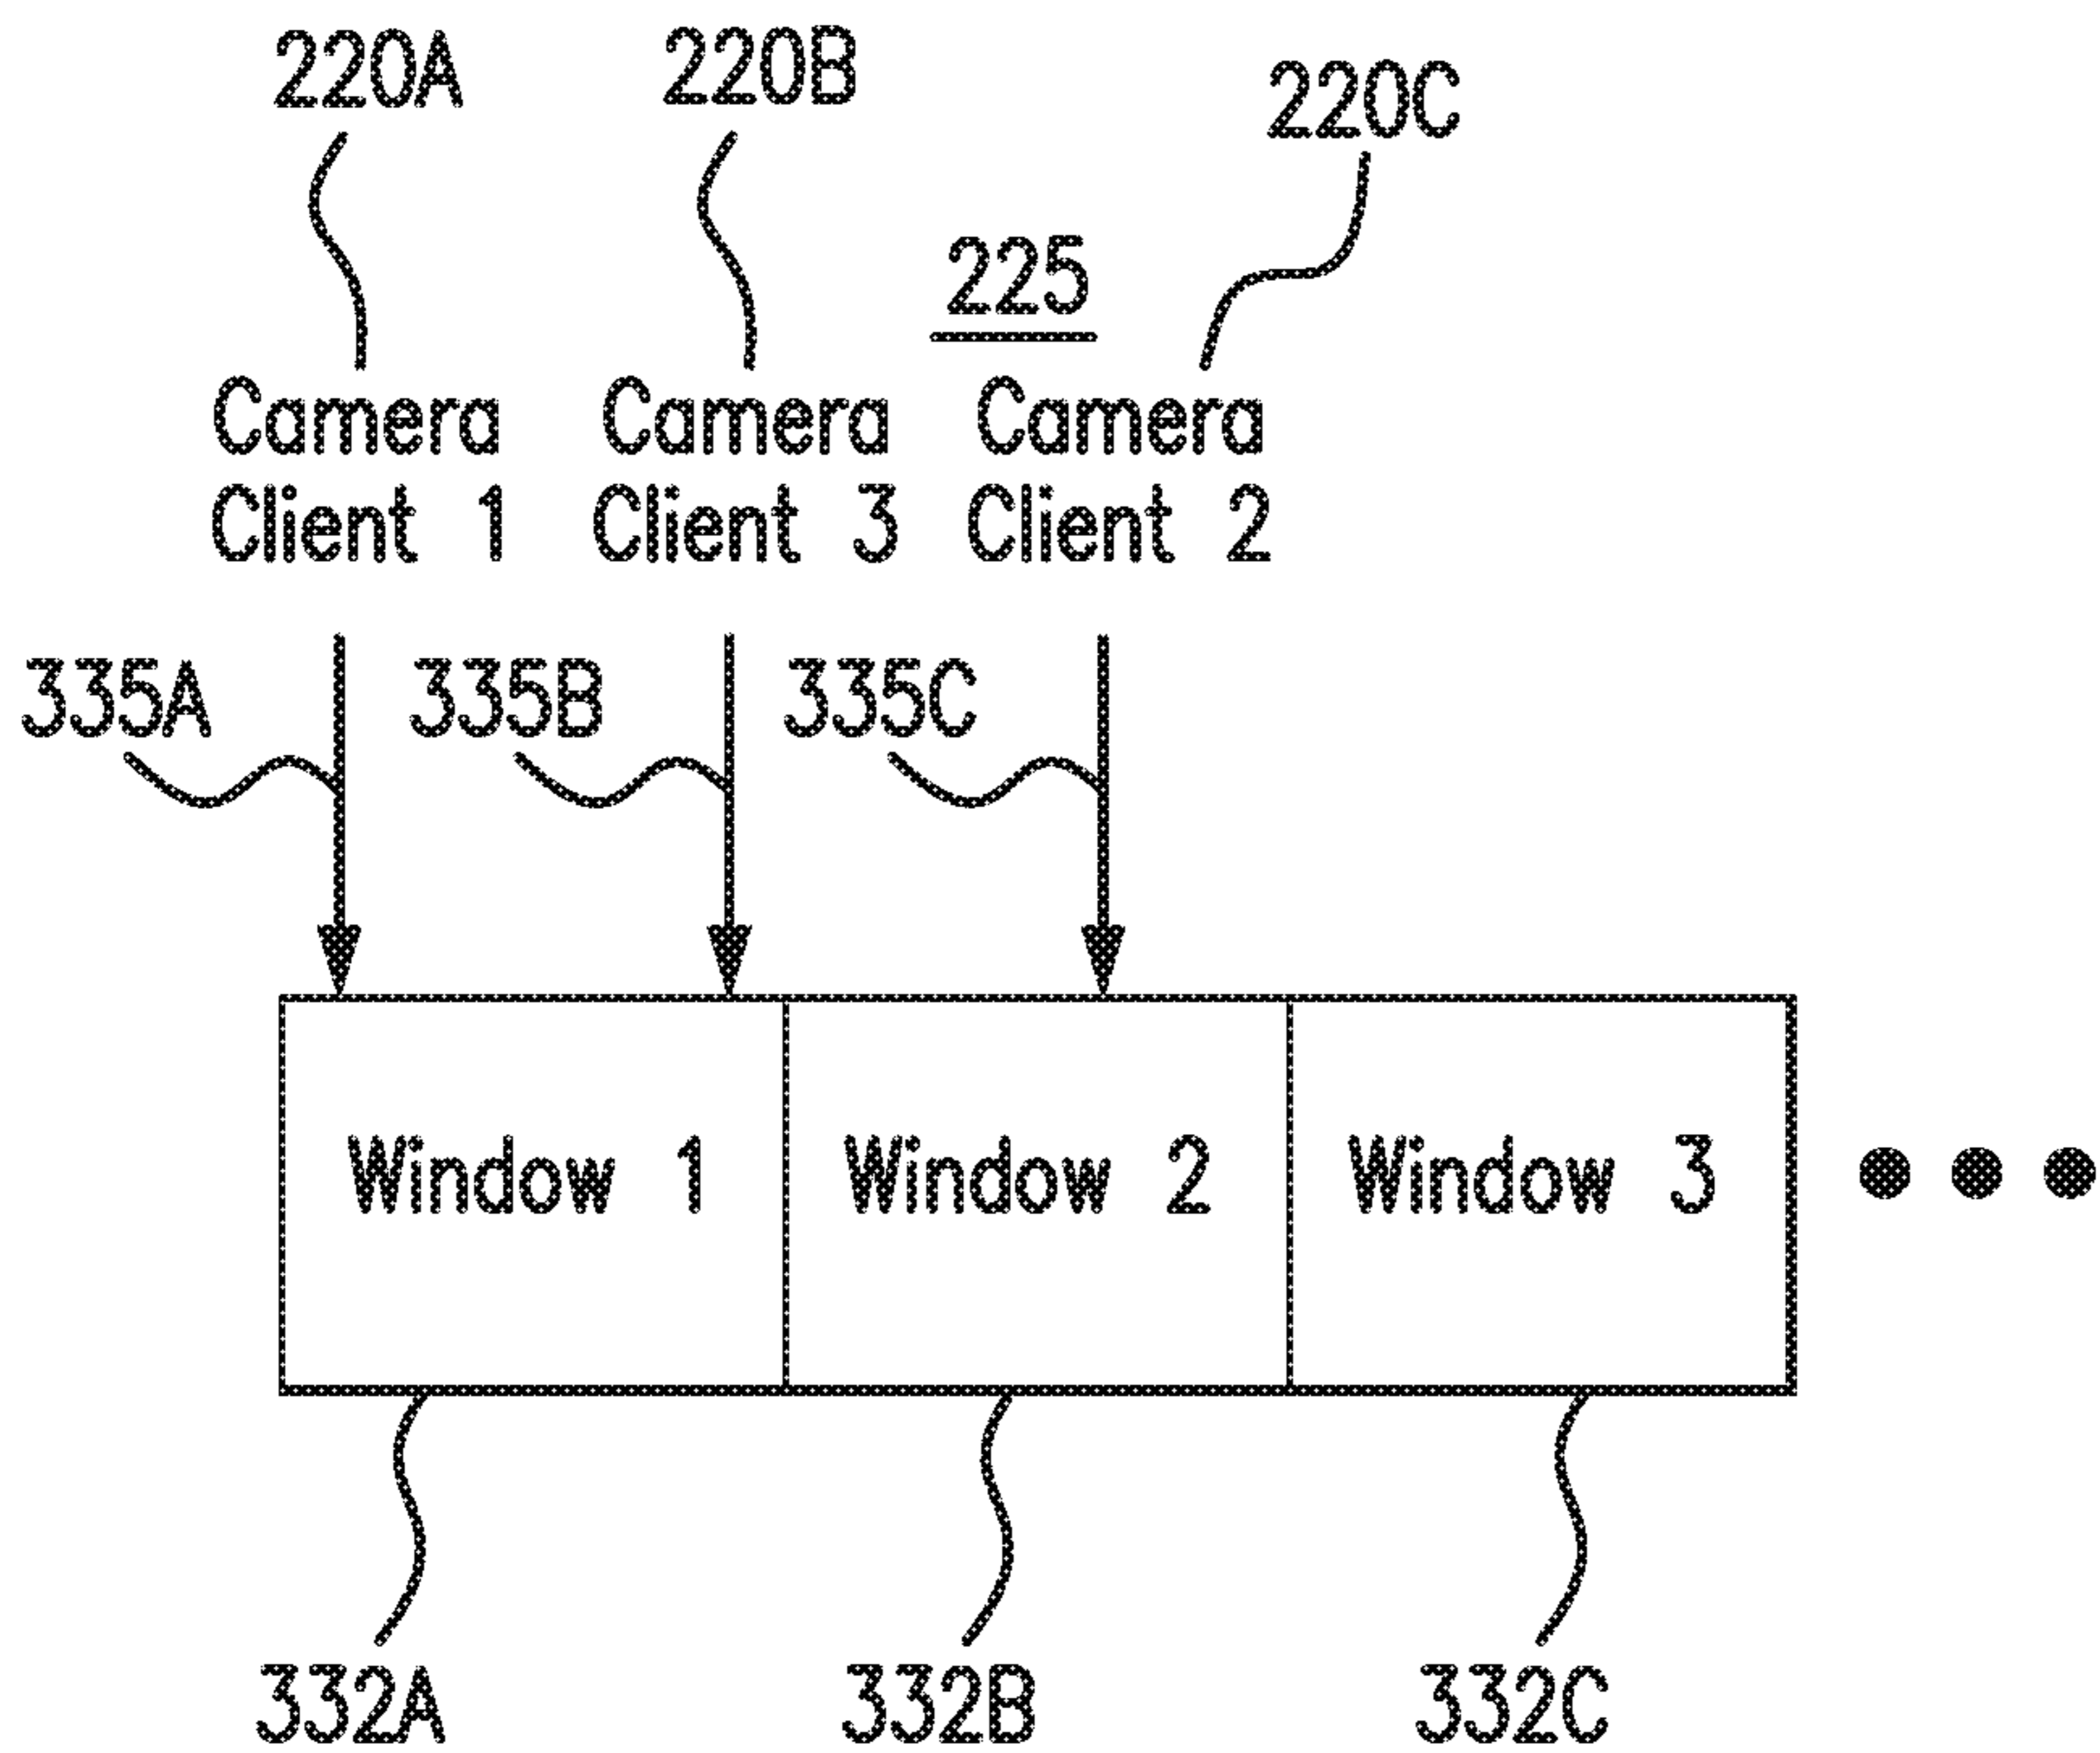 220A 220B 220C
225
Camera Camera Camera
Client 1 Client 3 Client 2
335A 335B 335C
Window 1 Window 2 Window 3
332A 332B 332C